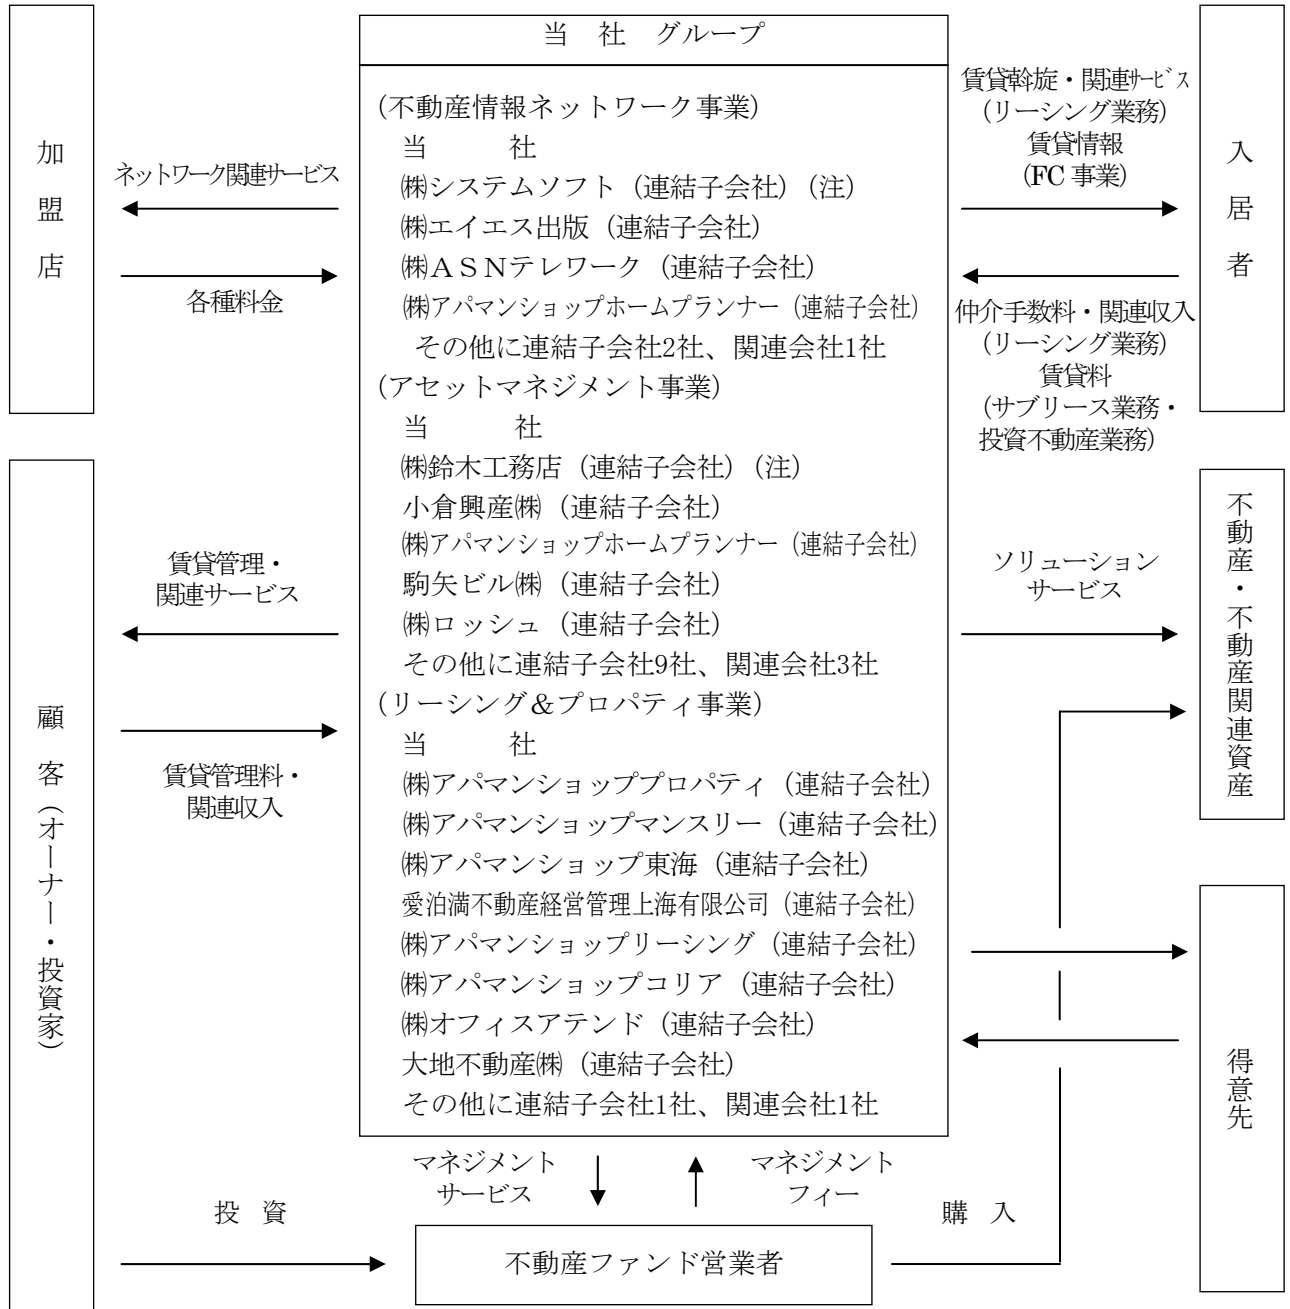 当 社 グループ
(不動産情報ネットワーク事業)
当 社
㈱システムソフト (連結子会社) (注)
㈱エイエス出版 (連結子会社)
㈱ASNテレワーク (連結子会社)
㈱アパマンショップホームプランナー (連結子会社)
その他に連結子会社2社、関連会社1社
(アセットマネジメント事業)
当 社
㈱鈴木工務店 (連結子会社) (注)
小倉興産㈱ (連結子会社)
㈱アパマンショップホームプランナー (連結子会社)
駒矢ビル㈱ (連結子会社)
㈱ロッシュ (連結子会社)
その他に連結子会社9社、関連会社3社
(リーシング&プロパティ事業)
当 社
㈱アパマンショッププロパティ (連結子会社)
㈱アパマンショップマンスリー (連結子会社)
㈱アパマンショップ東海 (連結子会社)
愛泊満不動産経営管理上海有限公司 (連結子会社)
㈱アパマンショップリーシング (連結子会社)
㈱アパマンショップコリア (連結子会社)
㈱オフィスアテンド (連結子会社)
大地不動産㈱ (連結子会社)
その他に連結子会社1社、関連会社1社
加盟店
ネットワーク関連サービス
各種料金
顧客(オーナー・投資家)
賃貸管理・
関連サービス
賃貸管理料・
関連収入
賃貸斡旋・関連サービス
(リーシング業務)
賃貸情報
(FC 事業)
入居者
仲介手数料・関連収入
(リーシング業務)
賃貸料
(サブリース業務・
投資不動産業務)
ソリューション
サービス
不動産・不動産関連資産
得意先
マネジメント
サービス
マネジメント
フィー
投 資
購 入
不動産ファンド営業者